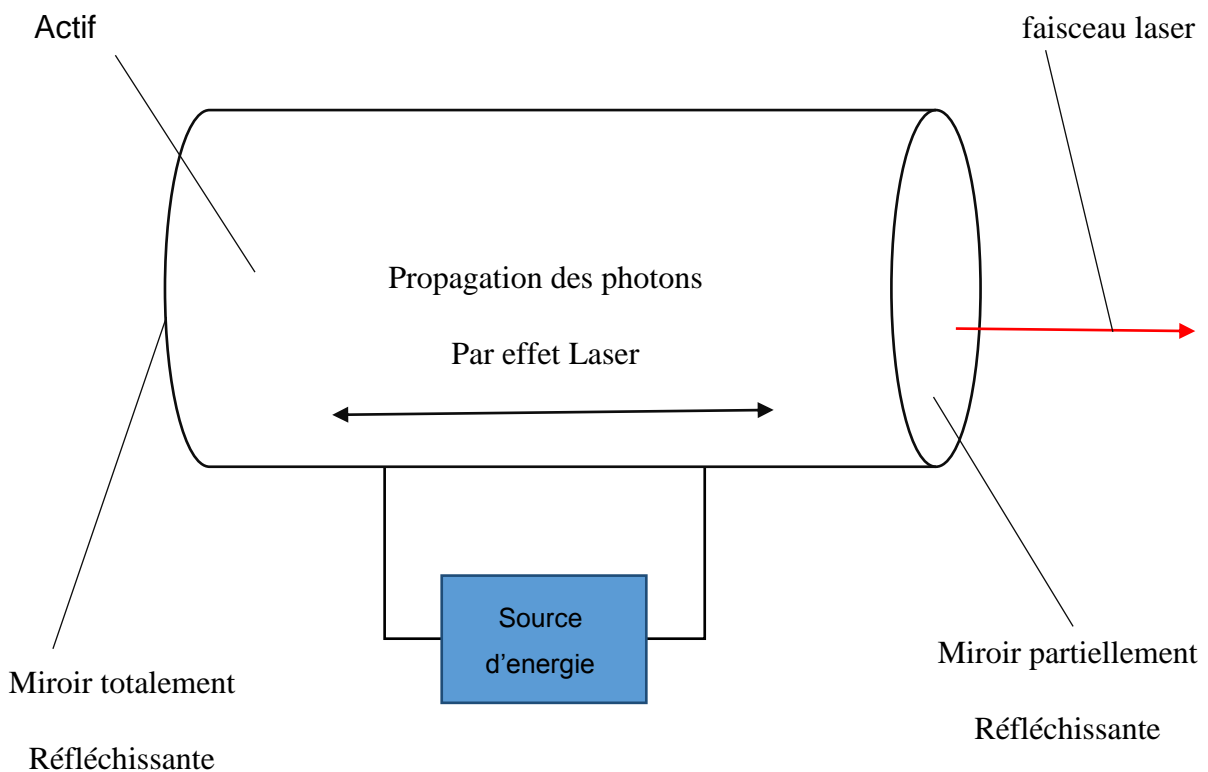 Actif
faisceau laser
Propagation des photons
Par effet Laser
Source
d’energie
Miroir totalement
Réfléchissante
Miroir partiellement
Réfléchissante